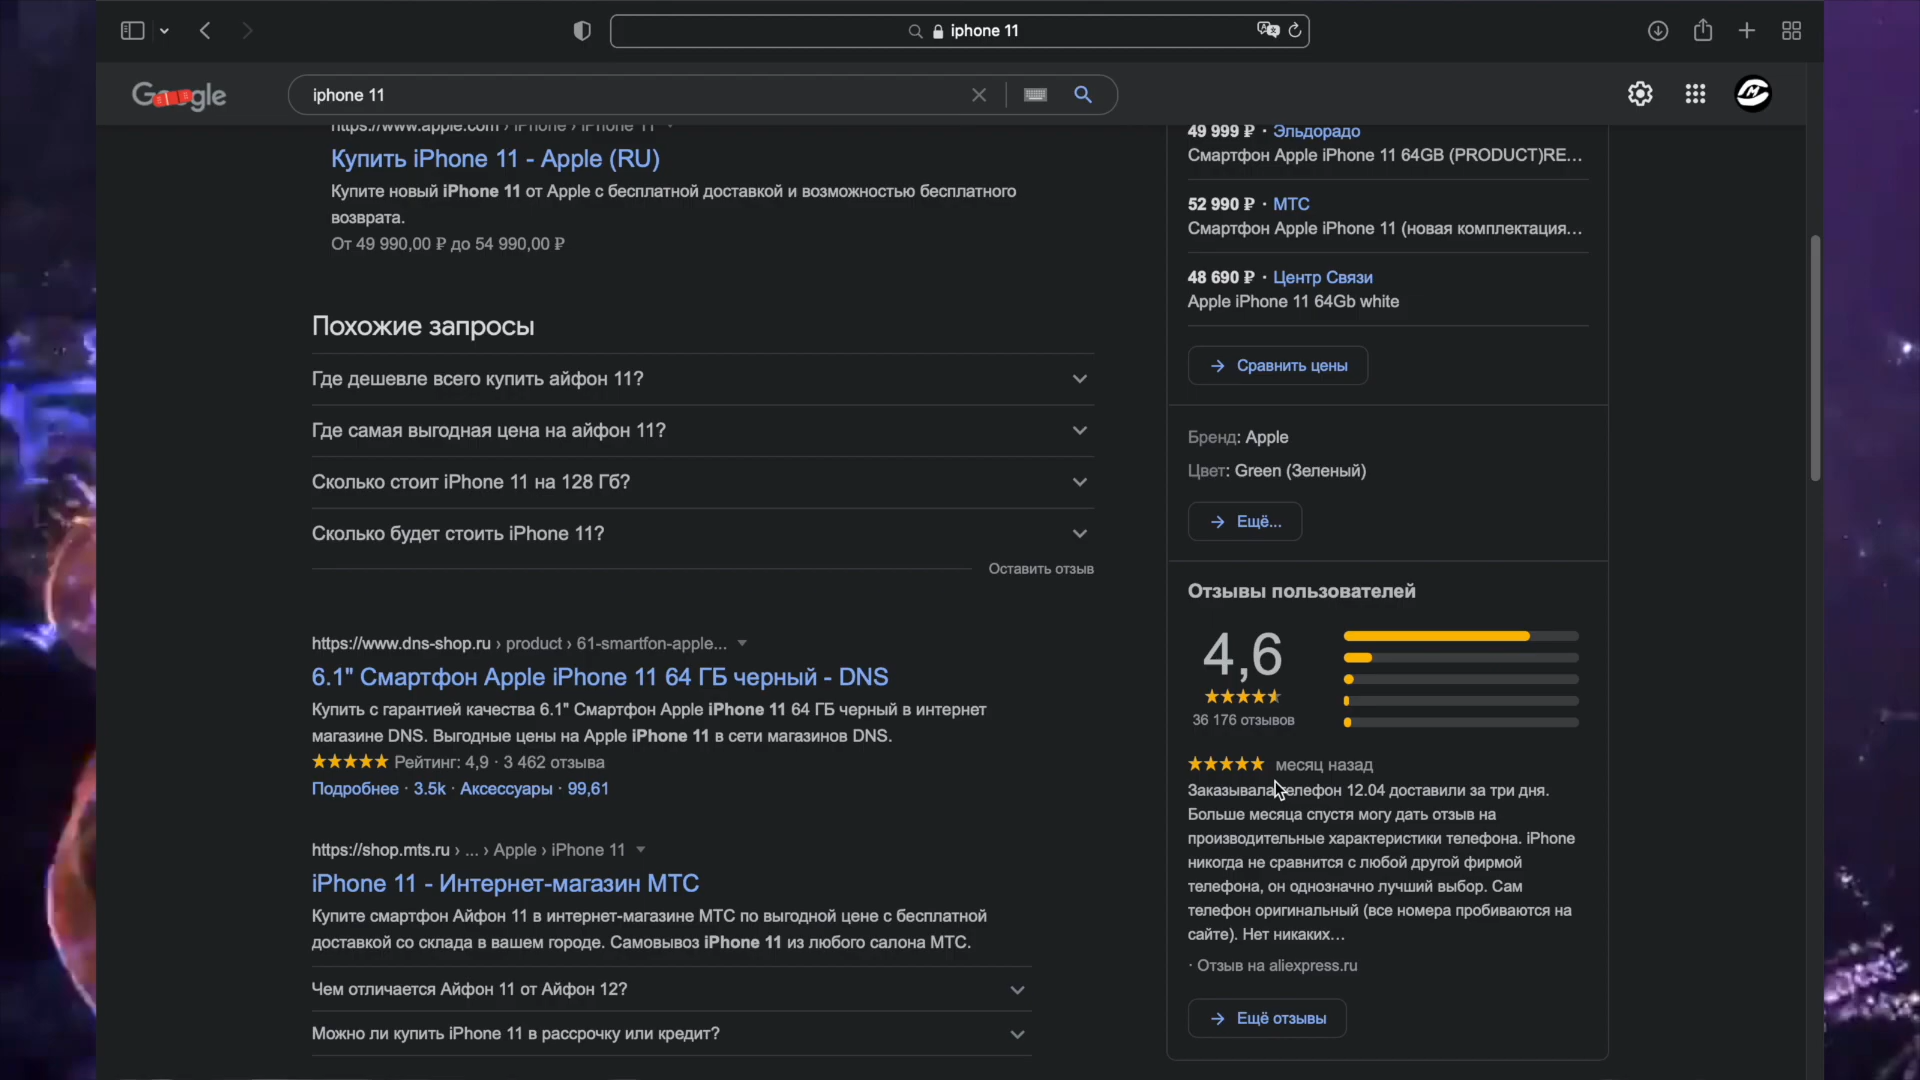 iphone 11
Google
iphone 11
https://www.apple.com › iPhone › iPhone 11
Купить iPhone 11 - Apple (RU)
Купите новый iPhone 11 от Apple с бесплатной доставкой и возможностью бесплатного
возврата.
От 49 990,00 ₽ до 54 990,00 ₽
Похожие запросы
Где дешевле всего купить айфон 11?
Где самая выгодная цена на айфон 11?
Сколько стоит iPhone 11 на 128 Гб?
Сколько будет стоить iPhone 11?
Оставить отзыв
https://www.dns-shop.ru › product › 61-smartfon-apple...
6.1" Смартфон Apple iPhone 11 64 ГБ черный - DNS
Купить с гарантией качества 6.1" Смартфон Apple iPhone 11 64 ГБ черный в интернет
магазине DNS. Выгодные цены на Apple iPhone 11 в сети магазинов DNS.
★★★★★ Рейтинг: 4,9 · 3 462 отзыва
Подробнее · 3.5k · Аксессуары · 99,61
https://shop.mts.ru › ... › Apple › iPhone 11
iPhone 11 - Интернет-магазин МТС
Купите смартфон Айфон 11 в интернет-магазине МТС по выгодной цене с бесплатной
доставкой со склада в вашем городе. Самовывоз iPhone 11 из любого салона МТС.
Чем отличается Айфон 11 от Айфон 12?
Можно ли купить iPhone 11 в рассрочку или кредит?
49 999 ₽ · Эльдорадо
Смартфон Apple iPhone 11 64GB (PRODUCT)RE...
52 990 ₽ · МТС
Смартфон Apple iPhone 11 (новая комплектация...
48 690 ₽ · Центр Связи
Apple iPhone 11 64Gb white
→ Сравнить цены
Бренд: Apple
Цвет: Green (Зеленый)
→ Ещё...
Отзывы пользователей
4,6
36 176 отзывов
★★★★★ месяц назад
Заказывала телефон 12.04 доставили за три дня.
Больше месяца спустя могу дать отзыв на
производительные характеристики телефона. iPhone
никогда не сравнится с любой другой фирмой
телефона, он однозначно лучший выбор. Сам
телефон оригинальный (все номера пробиваются на
сайте). Нет никаких...
· Отзыв на aliexpress.ru
→ Ещё отзывы